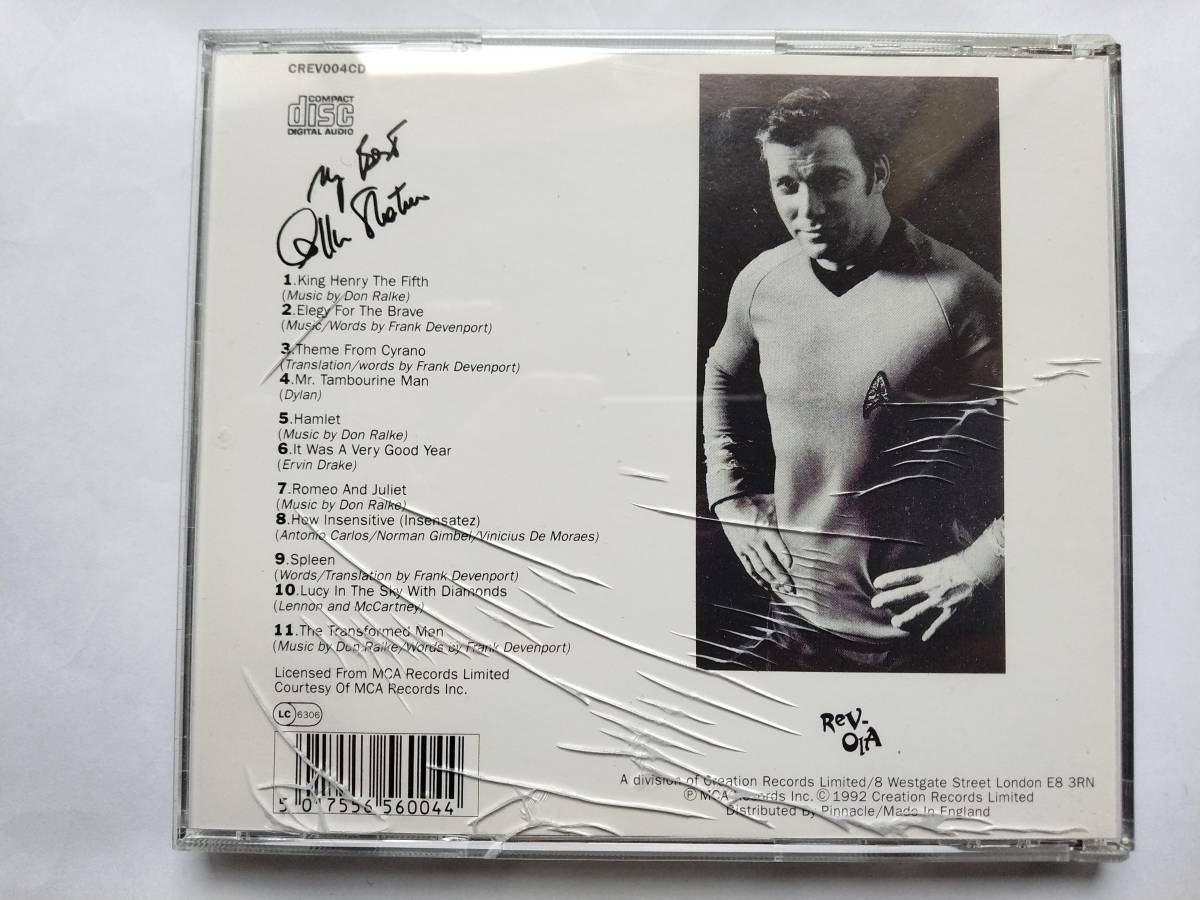 CREV004CD
COMPACT
disc
DIGITAL AUDIO
My Best
Shatner
1.King Henry The Fifth
(Music by Don Ralke)
2.Elegy For The Brave
(Music/Words by Frank Devenport)
3.Theme From Cyrano
(Translation/words by Frank Devenport)
4.Mr. Tambourine Man
(Dylan)
5.Hamlet
(Music by Don Ralke)
6.It Was A Very Good Year
(Ervin Drake)
7.Romeo And Juliet
(Music by Don Ralke)
8.How Insensitive (Insensatez)
(Antonio Carlos/Norman Gimbel/Vinicius De Moraes)
9.Spleen
(Words/Translation by Frank Devenport)
10.Lucy In The Sky With Diamonds
(Lennon and McCartney)
11.The Transformed Man
(Music by Don Ralke/Words by Frank Devenport)
Licensed From MCA Records Limited
Courtesy Of MCA Records Inc.
LC 6306
5 017556 560044
ReV-
OlA
A division of Creation Records Limited/8 Westgate Street London E8 3RN
Ⓟ MCA Records Inc. © 1992 Creation Records Limited
Distributed by Pinnacle/Made In England